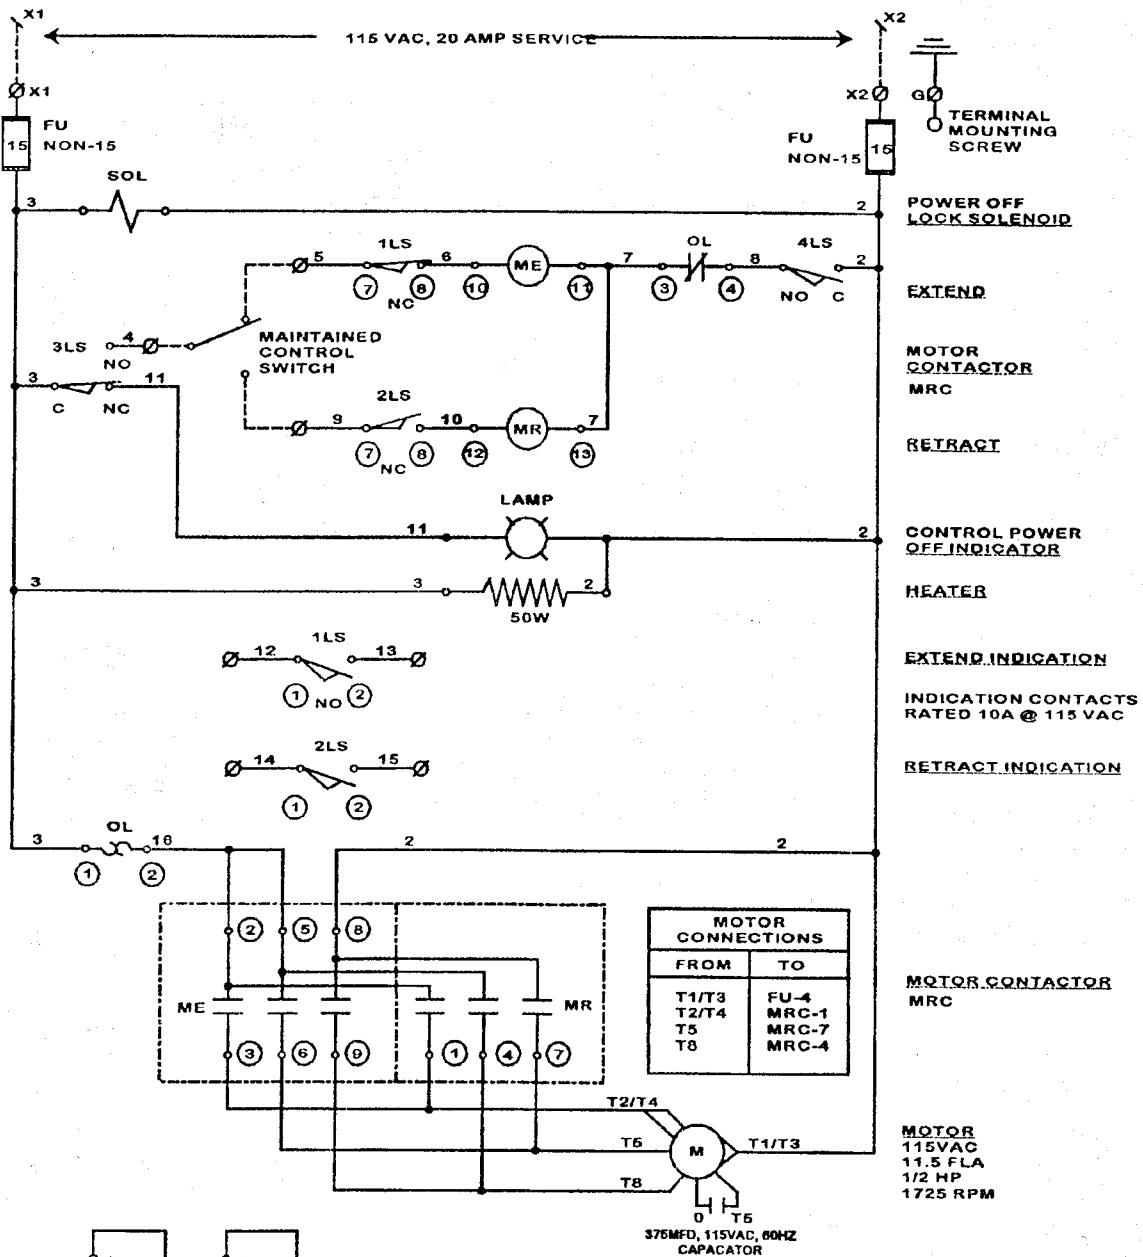 X1
X2
115 VAC, 20 AMP SERVICE
X1
X2
G
TERMINAL
MOUNTING
SCREW
FU
NON-15
15
FU
NON-15
15
SOL
3
2
POWER OFF
LOCK SOLENOID
5
1LS
6
ME
7
OL
8
4LS
2
7
NC
8
10
11
3
4
NO
C
EXTEND
3LS
4
NO
MAINTAINED
CONTROL
SWITCH
MOTOR
CONTACTOR
MRC
3
11
C
NC
2LS
9
10
MR
7
7
NC
8
12
13
RETRACT
LAMP
11
2
CONTROL POWER
OFF INDICATOR
3
3
2
50W
HEATER
1LS
12
13
1
NO
2
EXTEND INDICATION
INDICATION CONTACTS
RATED 10A @ 115 VAC
2LS
14
15
1
2
RETRACT INDICATION
OL
3
16
1
2
2
2
2
5
8
MOTOR
CONNECTIONS
FROM TO
T1/T3 FU-4
T2/T4 MRC-1
T5 MRC-7
T8 MRC-4
ME
MR
MOTOR CONTACTOR
MRC
3
6
9
1
4
7
T2/T4
T5
M
T1/T3
T8
MOTOR
115VAC
11.5 FLA
1/2 HP
1725 RPM
0
T5
375MFD, 115VAC, 60HZ
CAPACATOR